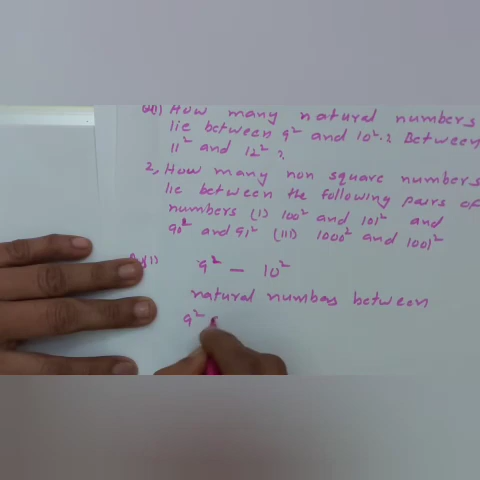 Q(1) How many natural numbers
lie between 9² and 10².? Between
11² and 12²?
2, How many non square numbers
lie between the following pairs of
numbers (i) 100² and 101² and
90² and 91² (iii) 1000² and 1001²
(1) 9² - 10²
natural numbers between
9²